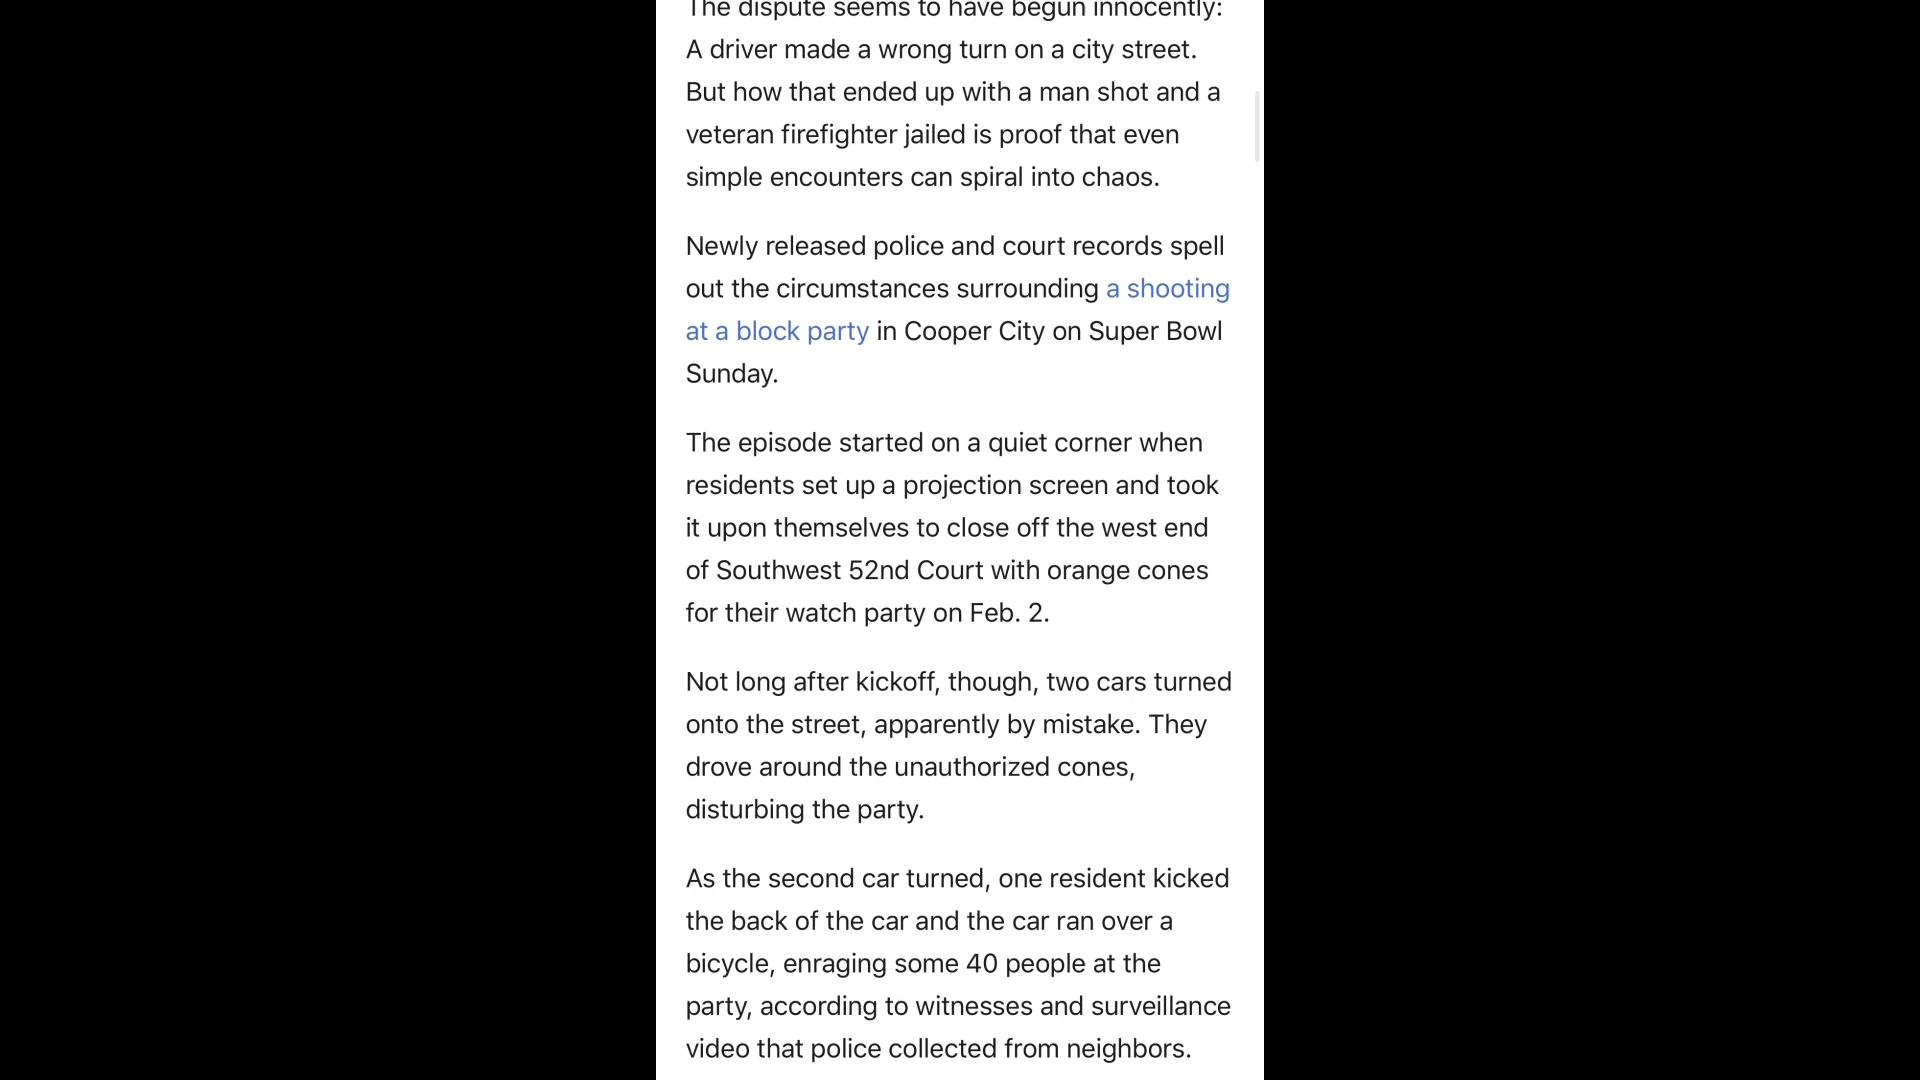 The dispute seems to have begun innocently:
A driver made a wrong turn on a city street.
But how that ended up with a man shot and a
veteran firefighter jailed is proof that even
simple encounters can spiral into chaos.
Newly released police and court records spell
out the circumstances surrounding a shooting
at a block party in Cooper City on Super Bowl
Sunday.
The episode started on a quiet corner when
residents set up a projection screen and took
it upon themselves to close off the west end
of Southwest 52nd Court with orange cones
for their watch party on Feb. 2.
Not long after kickoff, though, two cars turned
onto the street, apparently by mistake. They
drove around the unauthorized cones,
disturbing the party.
As the second car turned, one resident kicked
the back of the car and the car ran over a
bicycle, enraging some 40 people at the
party, according to witnesses and surveillance
video that police collected from neighbors.